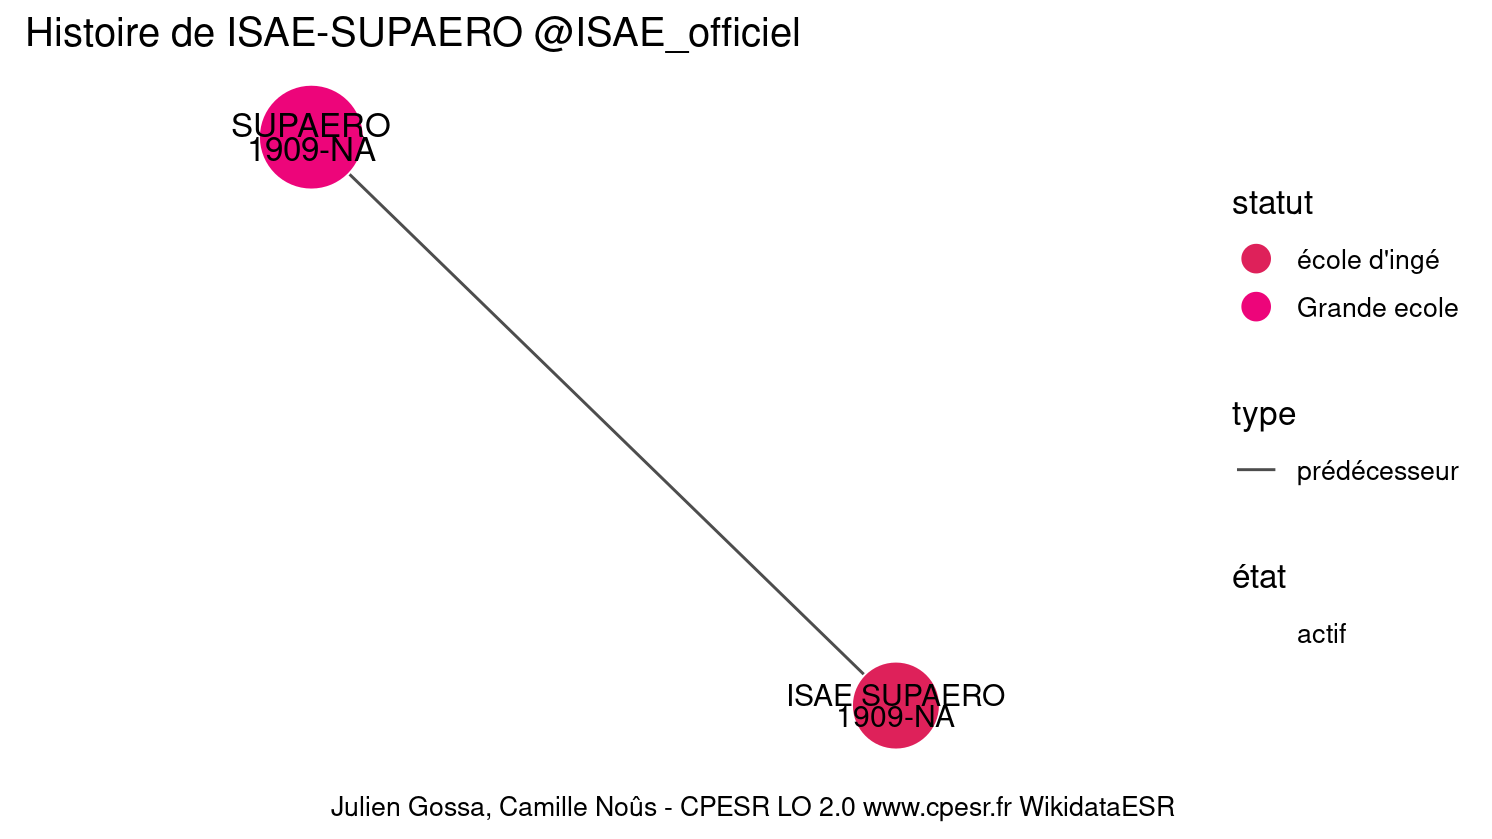 Histoire de ISAE-SUPAERO @ISAE_officiel
SUPAERO
1909-NA
statut
école d'ingé
Grande ecole
type
prédécesseur
état
actif
ISAE SUPAERO
1909-NA
Julien Gossa, Camille Noûs - CPESR LO 2.0 www.cpesr.fr WikidataESR